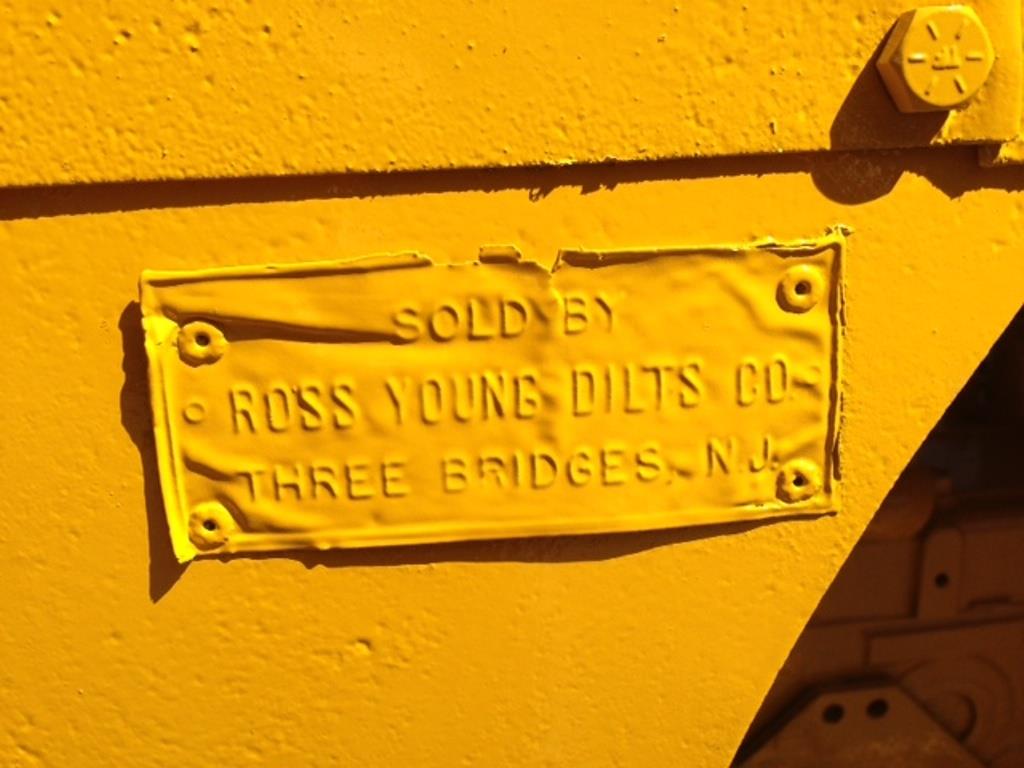 SOLD BY
ROSS YOUNG DILTS CO.
THREE BRIDGES, N.J.